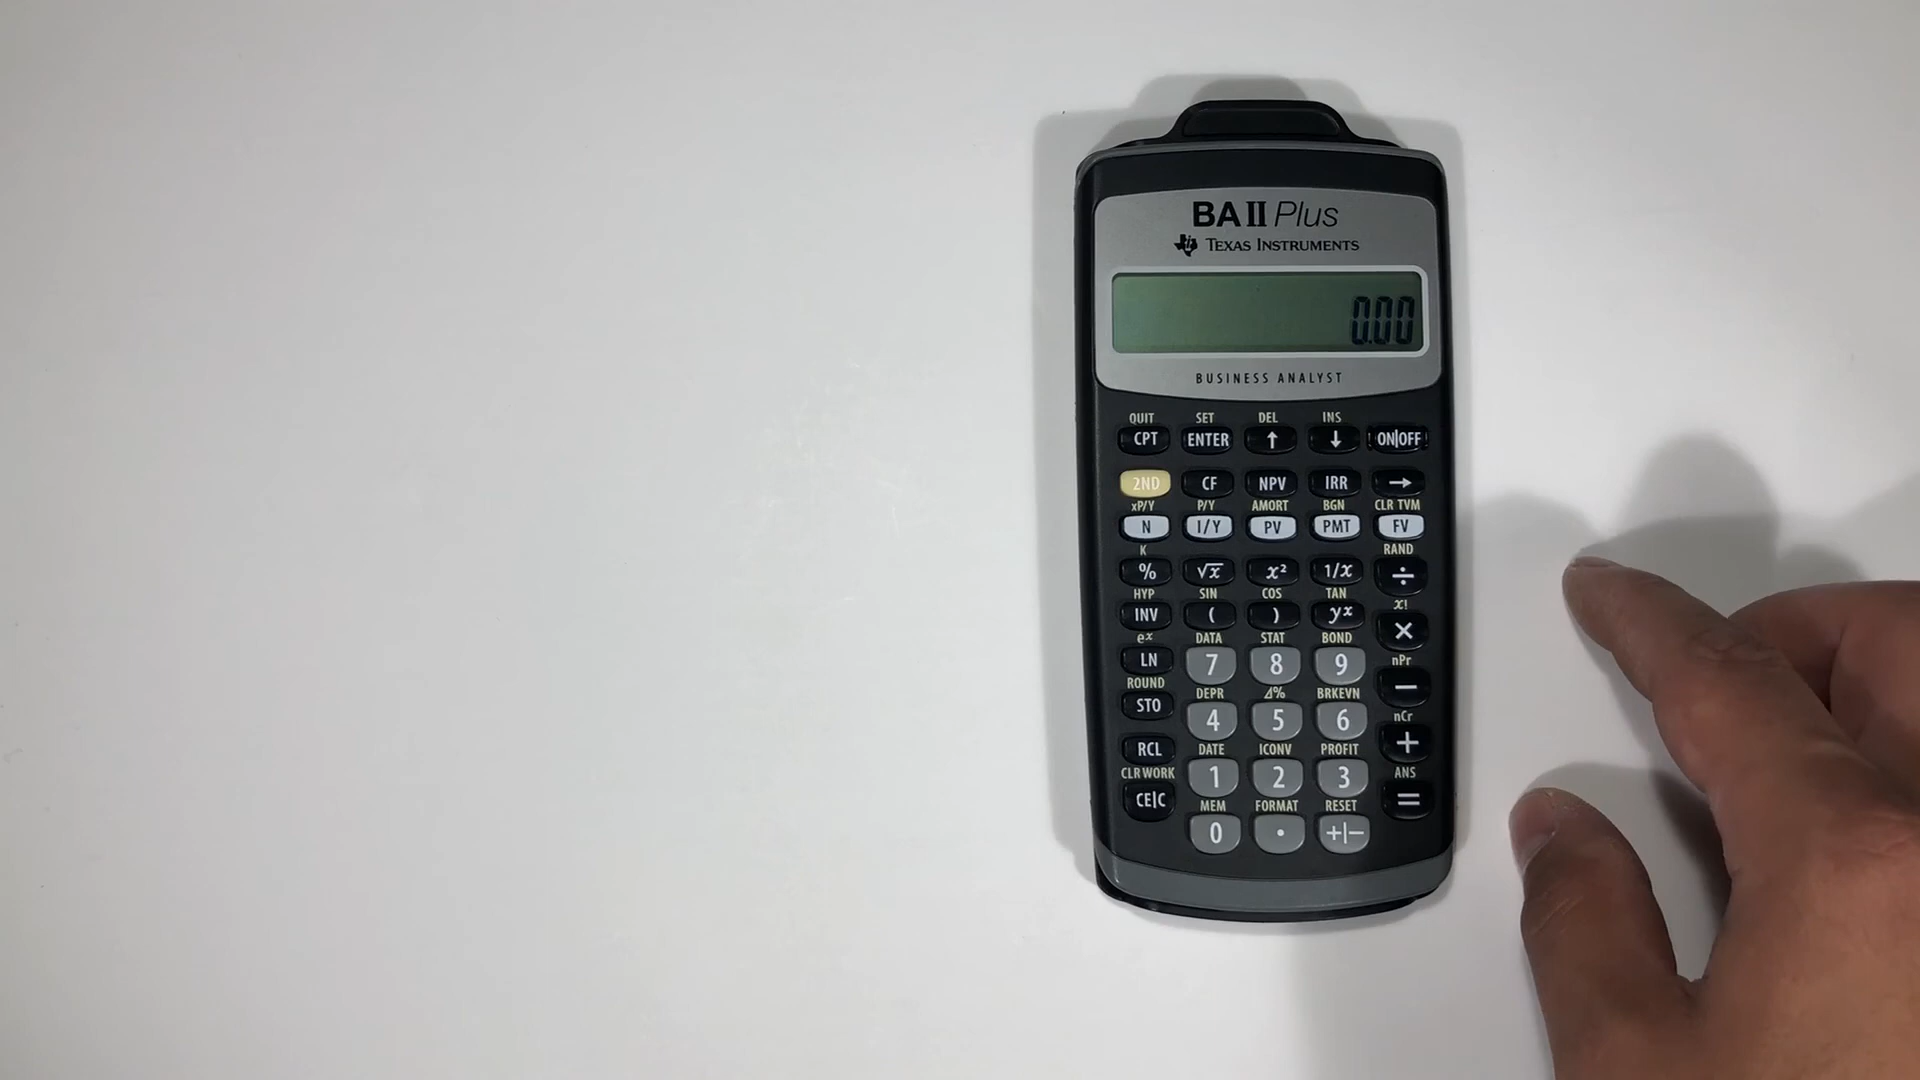 BA II Plus
TEXAS INSTRUMENTS
0.00
BUSINESS ANALYST
QUIT SET DEL INS
CPT ENTER ↑ ↓ ON|OFF
2ND CF NPV IRR →
xP/Y P/Y AMORT BGN CLR TVM
N I/Y PV PMT FV
K RAND
% √x x² 1/x ÷
HYP SIN COS TAN x!
INV ( ) yˣ ×
eˣ DATA STAT BOND nPr
LN 7 8 9 −
ROUND DEPR Δ% BRKEVN nCr
STO 4 5 6 +
DATE ICONV PROFIT ANS
RCL 1 2 3 =
CLR WORK MEM FORMAT RESET
CE|C 0 . +|−